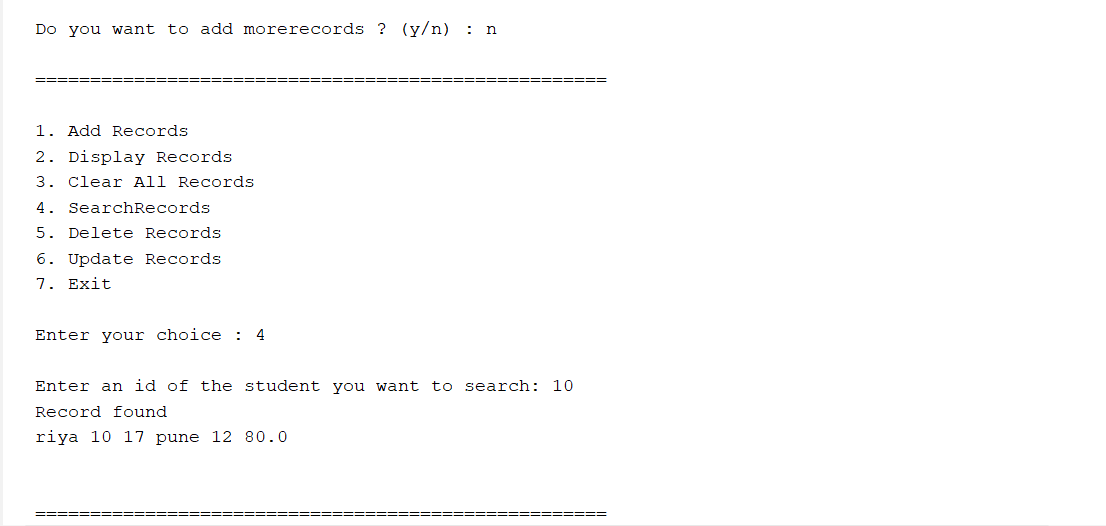 Do you want to add morerecords ? (y/n) : n
====================================================
1. Add Records
2. Display Records
3. Clear All Records
4. SearchRecords
5. Delete Records
6. Update Records
7. Exit
Enter your choice : 4
Enter an id of the student you want to search: 10
Record found
riya 10 17 pune 12 80.0
====================================================